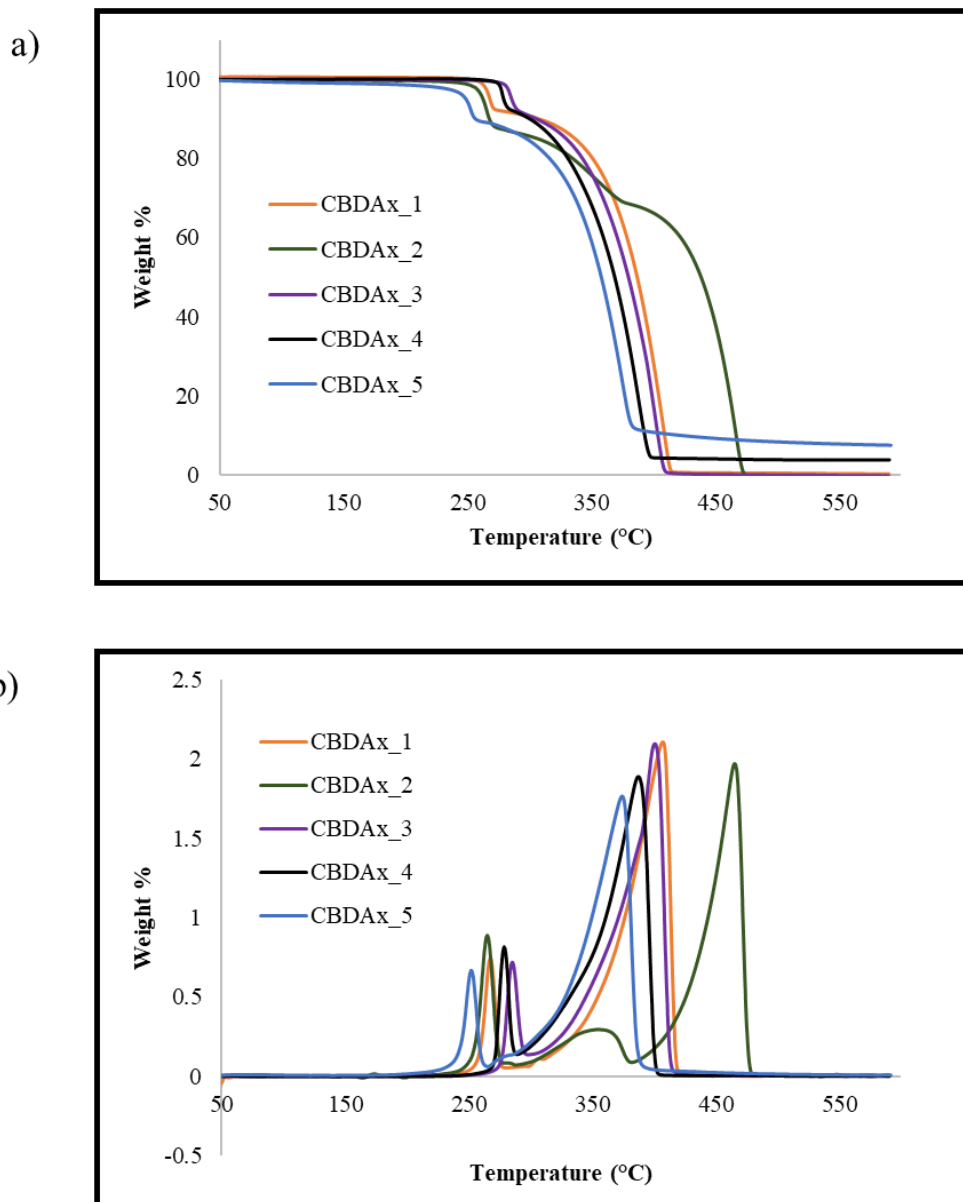 a)
100
80
60
40
20
0
Weight %
CBDAx_1
CBDAx_2
CBDAx_3
CBDAx_4
CBDAx_5
50 150 250 350 450 550
Temperature (°C)
b)
2.5
2
1.5
1
0.5
0
-0.5
Weight %
CBDAx_1
CBDAx_2
CBDAx_3
CBDAx_4
CBDAx_5
50 150 250 350 450 550
Temperature (°C)